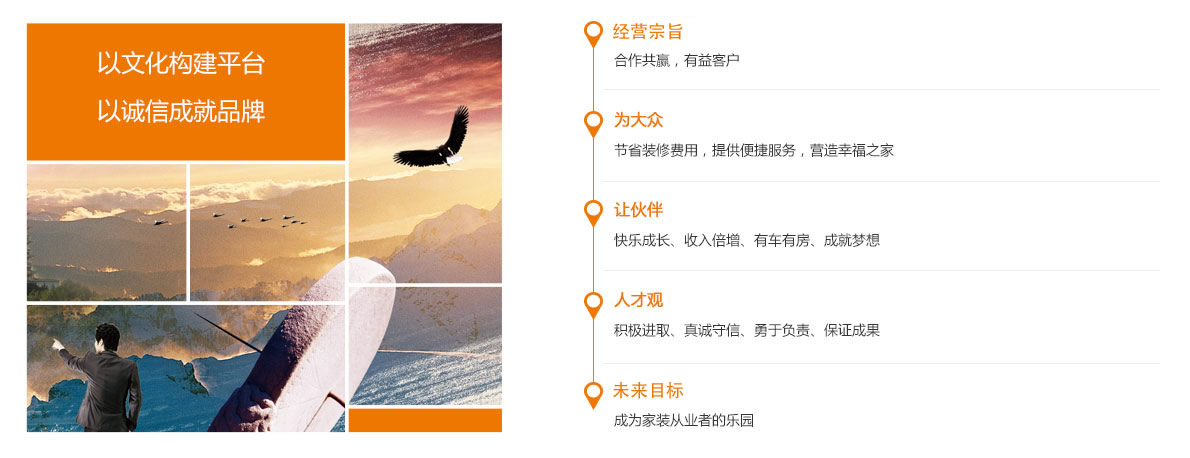 以文化构建平台
以诚信成就品牌
经营宗旨
合作共赢，有益客户
为大众
节省装修费用，提供便捷服务，营造幸福之家
让伙伴
快乐成长、收入倍增、有车有房、成就梦想
人才观
积极进取、真诚守信、勇于负责、保证成果
未来目标
成为家装从业者的乐园